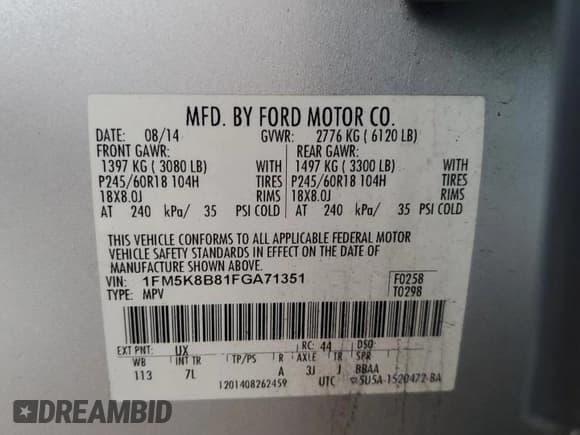 MFD. BY FORD MOTOR CO.
DATE: 08/14 GVWR: 2776 KG ( 6120 LB)
FRONT GAWR: REAR GAWR:
1397 KG ( 3080 LB) WITH 1497 KG ( 3300 LB) WITH
P245/60R18 104H TIRES P245/60R18 104H TIRES
18X8.0J RIMS 18X8.0J RIMS
AT 240 kPa/ 35 PSI COLD AT 240 kPa/ 35 PSI COLD
THIS VEHICLE CONFORMS TO ALL APPLICABLE FEDERAL MOTOR
VEHICLE SAFETY STANDARDS IN EFFECT ON THE DATE OF
MANUFACTURE SHOWN ABOVE.
VIN: 1FM5K8B81FGA71351 F0258
TYPE: MPV T0298
EXT PNT: UX RC: 44 DSO:
WB INT TR TP/PS R AXLE TR SPR
113 7L A 3J J BBAA
1201408262459 UTC 5U5A-1520472-BA
DREAMBID